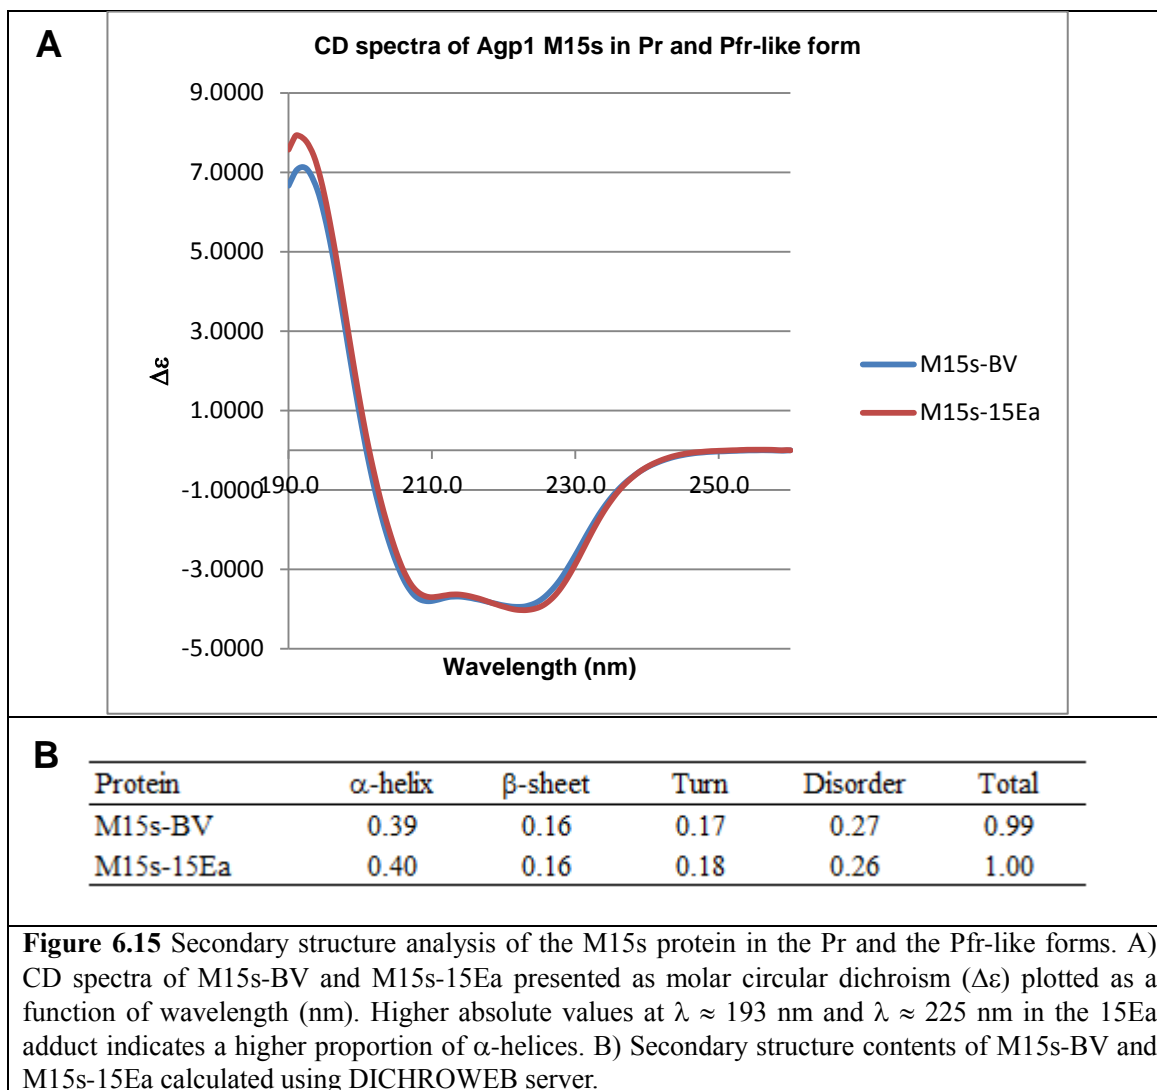 A
CD spectra of Agp1 M15s in Pr and Pfr-like form
9.0000
7.0000
5.0000
3.0000
1.0000
-1.0000
-3.0000
-5.0000
Δε
190.0 210.0 230.0 250.0
Wavelength (nm)
M15s-BV
M15s-15Ea
B
Protein α-helix β-sheet Turn Disorder Total
M15s-BV 0.39 0.16 0.17 0.27 0.99
M15s-15Ea 0.40 0.16 0.18 0.26 1.00
Figure 6.15 Secondary structure analysis of the M15s protein in the Pr and the Pfr-like forms. A)
CD spectra of M15s-BV and M15s-15Ea presented as molar circular dichroism (Δε) plotted as a
function of wavelength (nm). Higher absolute values at λ ≈ 193 nm and λ ≈ 225 nm in the 15Ea
adduct indicates a higher proportion of α-helices. B) Secondary structure contents of M15s-BV and
M15s-15Ea calculated using DICHROWEB server.